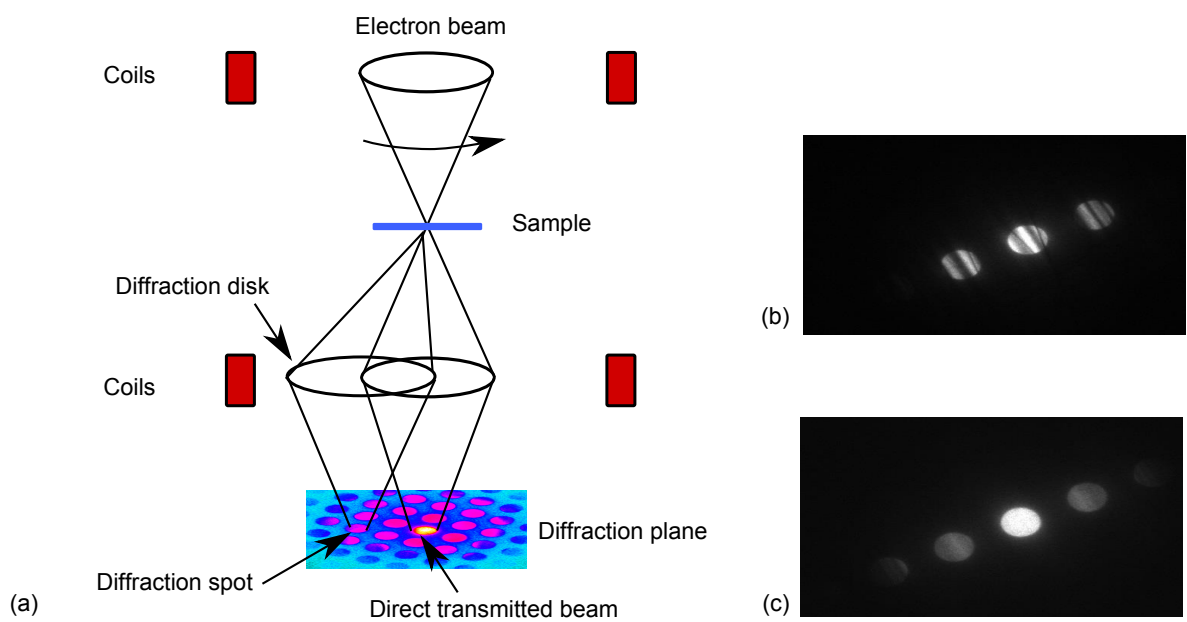 Electron beam
Coils
Sample
Diffraction disk
(b)
Coils
Diffraction plane
Diffraction spot
Direct transmitted beam
(a)
(c)